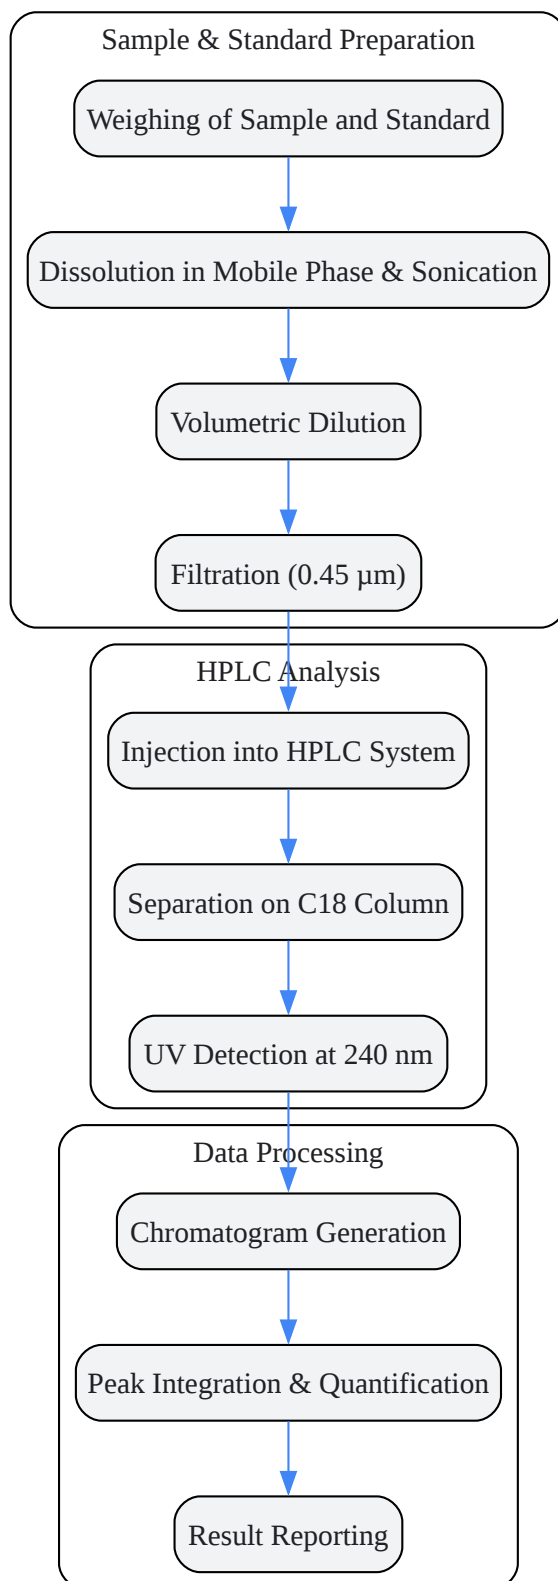 Sample & Standard Preparation
Weighing of Sample and Standard
Dissolution in Mobile Phase & Sonication
Volumetric Dilution
Filtration (0.45 µm)
HPLC Analysis
Injection into HPLC System
Separation on C18 Column
UV Detection at 240 nm
Data Processing
Chromatogram Generation
Peak Integration & Quantification
Result Reporting